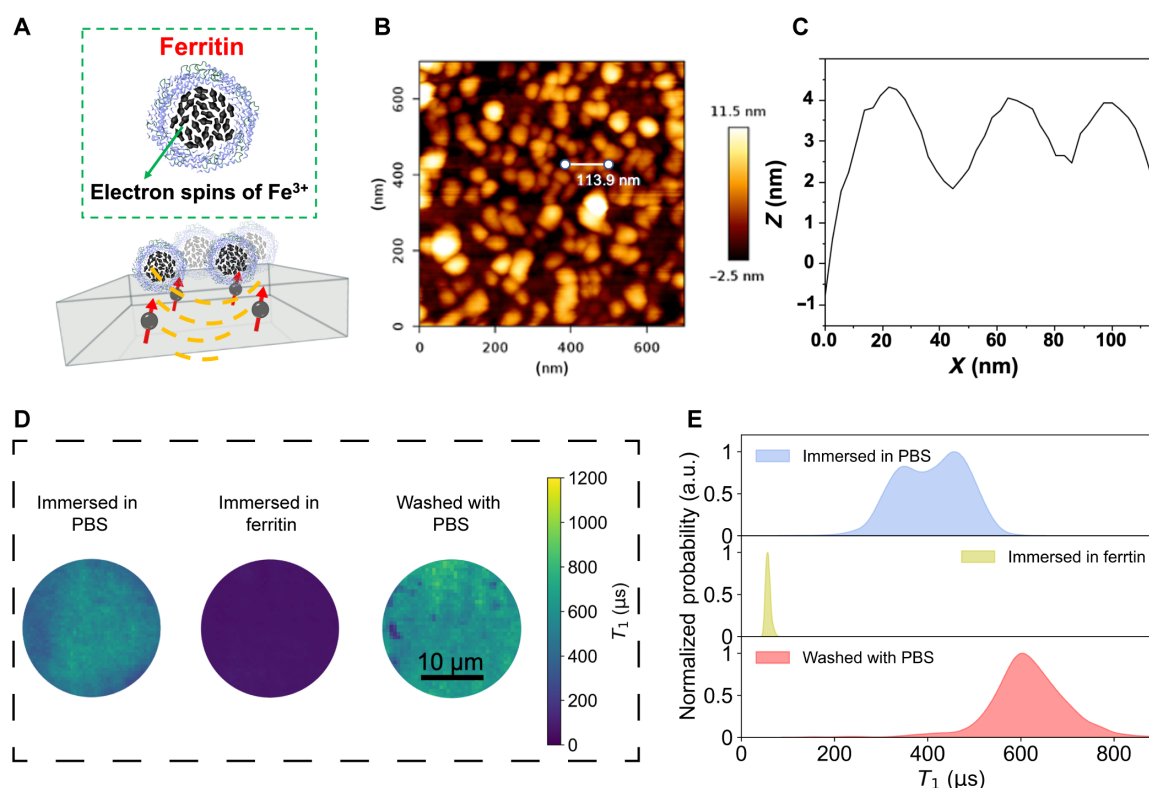 A
Ferritin
Electron spins of Fe³⁺
B
600
400
200
0
(nm)
0 200 400 600
(nm)
113.9 nm
11.5 nm
−2.5 nm
C
4
3
2
1
0
−1
Z (nm)
0.0 20 40 60 80 100
X (nm)
D
Immersed in
PBS
Immersed in
ferritin
Washed with
PBS
10 μm
1200
1000
800
600
400
200
0
T₁ (μs)
E
Normalized probability (a.u.)
1
0.5
0
Immersed in PBS
1
0.5
0
Immersed in ferrtin
1
0.5
0
Washed with PBS
0 200 400 600 800
T₁ (μs)